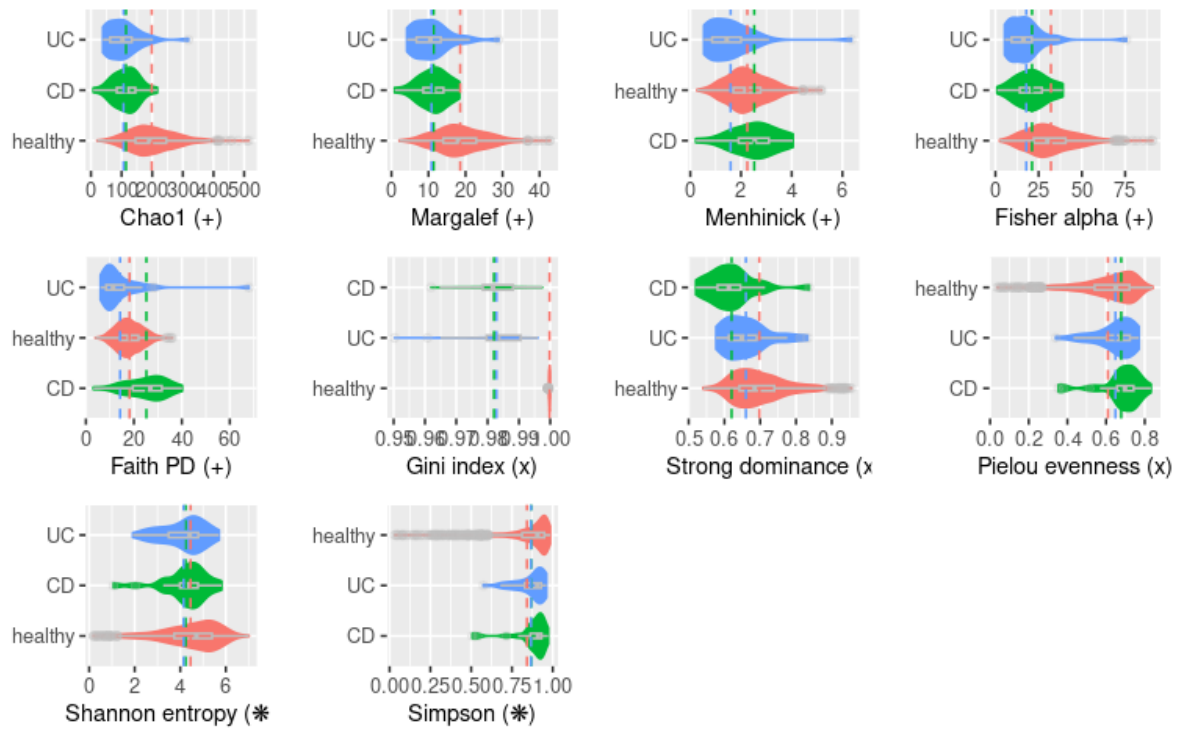 UC
CD
healthy
0 100 200 300 400 500
Chao1 (+)
UC
CD
healthy
0 10 20 30 40
Margalef (+)
UC
healthy
CD
0 2 4 6
Menhinick (+)
UC
CD
healthy
0 25 50 75
Fisher alpha (+)
UC
healthy
CD
0 20 40 60
Faith PD (+)
CD
UC
healthy
0.95 0.96 0.97 0.98 0.99 1.00
Gini index (x)
CD
UC
healthy
0.5 0.6 0.7 0.8 0.9
Strong dominance (x
healthy
UC
CD
0.0 0.2 0.4 0.6 0.8
Pielou evenness (x)
UC
CD
healthy
0 2 4 6
Shannon entropy (❋
healthy
UC
CD
0.00 0.25 0.50 0.75 1.00
Simpson (❋)